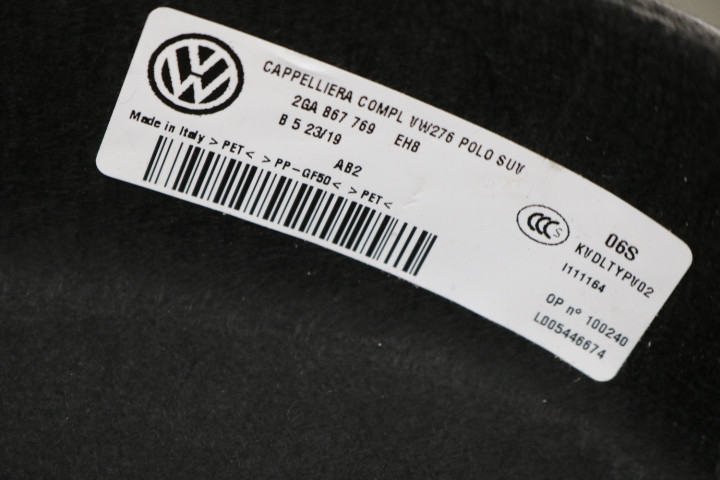 CAPPELLIERA COMPL VW276 POLO SUV
2GA 867 769 EH8
B 5 23/19
AB2
Made in Italy >PET< >PP-GF50< >PET<
CCC S
06S
KVDLTYPV02
I111164
OP nº 100240
L005446674